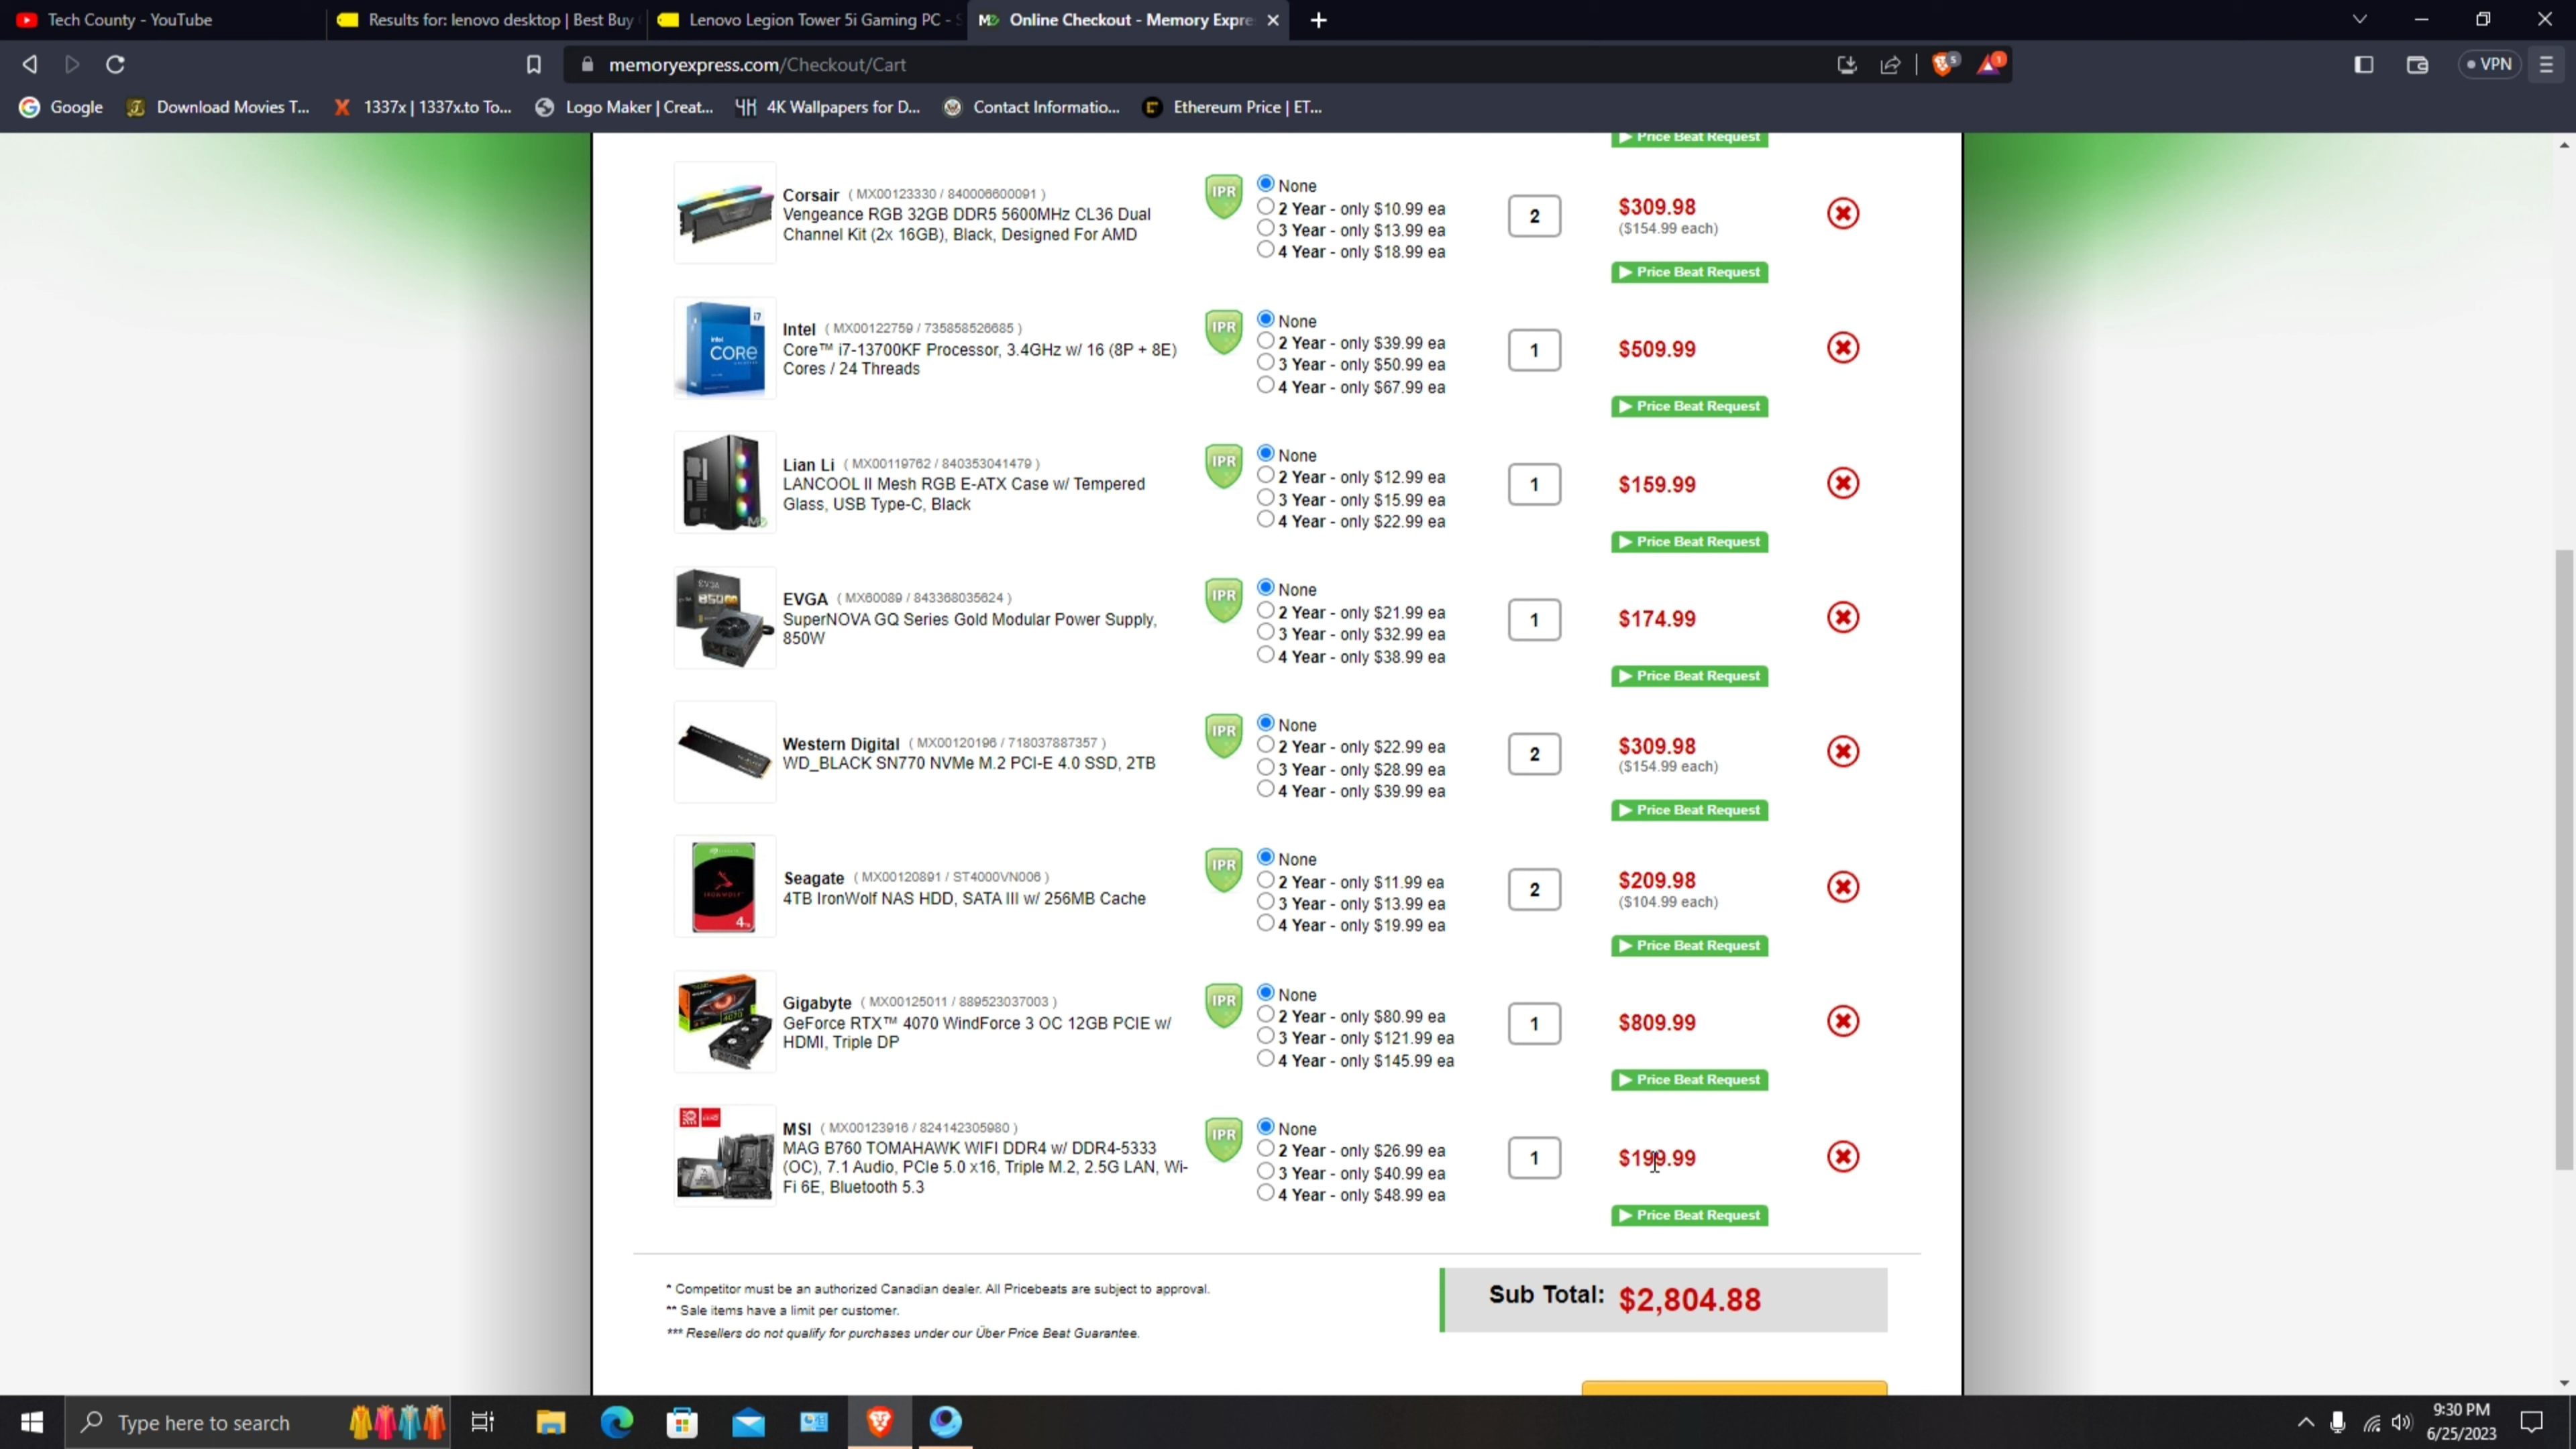 Tech County - YouTube
Results for: lenovo desktop | Best Buy
Lenovo Legion Tower 5i Gaming PC -
Online Checkout - Memory Expre
memoryexpress.com/Checkout/Cart
5
1
VPN
Google
Download Movies T...
1337x | 1337x.to To...
Logo Maker | Creat...
4K Wallpapers for D...
Contact Informatio...
Ethereum Price | ET...
Price Beat Request
Corsair ( MX00123330 / 840006600091 )
Vengeance RGB 32GB DDR5 5600MHz CL36 Dual
Channel Kit (2x 16GB), Black, Designed For AMD
IPR
None
2 Year - only $10.99 ea
3 Year - only $13.99 ea
4 Year - only $18.99 ea
2
$309.98
($154.99 each)
Price Beat Request
Intel ( MX00122759 / 735858526685 )
Core™ i7-13700KF Processor, 3.4GHz w/ 16 (8P + 8E)
Cores / 24 Threads
i7
intel
CORE
IPR
None
2 Year - only $39.99 ea
3 Year - only $50.99 ea
4 Year - only $67.99 ea
1
$509.99
Price Beat Request
Lian Li ( MX00119762 / 840353041479 )
LANCOOL II Mesh RGB E-ATX Case w/ Tempered
Glass, USB Type-C, Black
IPR
None
2 Year - only $12.99 ea
3 Year - only $15.99 ea
4 Year - only $22.99 ea
1
$159.99
Price Beat Request
EVGA ( MX60089 / 843368035624 )
SuperNOVA GQ Series Gold Modular Power Supply,
850W
EVGA
IPR
None
2 Year - only $21.99 ea
3 Year - only $32.99 ea
4 Year - only $38.99 ea
1
$174.99
Price Beat Request
Western Digital ( MX00120196 / 718037887357 )
WD_BLACK SN770 NVMe M.2 PCI-E 4.0 SSD, 2TB
IPR
None
2 Year - only $22.99 ea
3 Year - only $28.99 ea
4 Year - only $39.99 ea
2
$309.98
($154.99 each)
Price Beat Request
Seagate ( MX00120891 / ST4000VN006 )
4TB IronWolf NAS HDD, SATA III w/ 256MB Cache
IRONWOLF
IPR
None
2 Year - only $11.99 ea
3 Year - only $13.99 ea
4 Year - only $19.99 ea
2
$209.98
($104.99 each)
Price Beat Request
Gigabyte ( MX00125011 / 889523037003 )
GeForce RTX™ 4070 WindForce 3 OC 12GB PCIE w/
HDMI, Triple DP
IPR
None
2 Year - only $80.99 ea
3 Year - only $121.99 ea
4 Year - only $145.99 ea
1
$809.99
Price Beat Request
MSI ( MX00123916 / 824142305980 )
MAG B760 TOMAHAWK WIFI DDR4 w/ DDR4-5333
(OC), 7.1 Audio, PCIe 5.0 x16, Triple M.2, 2.5G LAN, Wi-
Fi 6E, Bluetooth 5.3
IPR
None
2 Year - only $26.99 ea
3 Year - only $40.99 ea
4 Year - only $48.99 ea
1
$199.99
Price Beat Request
* Competitor must be an authorized Canadian dealer. All Pricebeats are subject to approval.
** Sale items have a limit per customer.
*** Resellers do not qualify for purchases under our Über Price Beat Guarantee.
Sub Total: $2,804.88
Type here to search
9:30 PM
6/25/2023